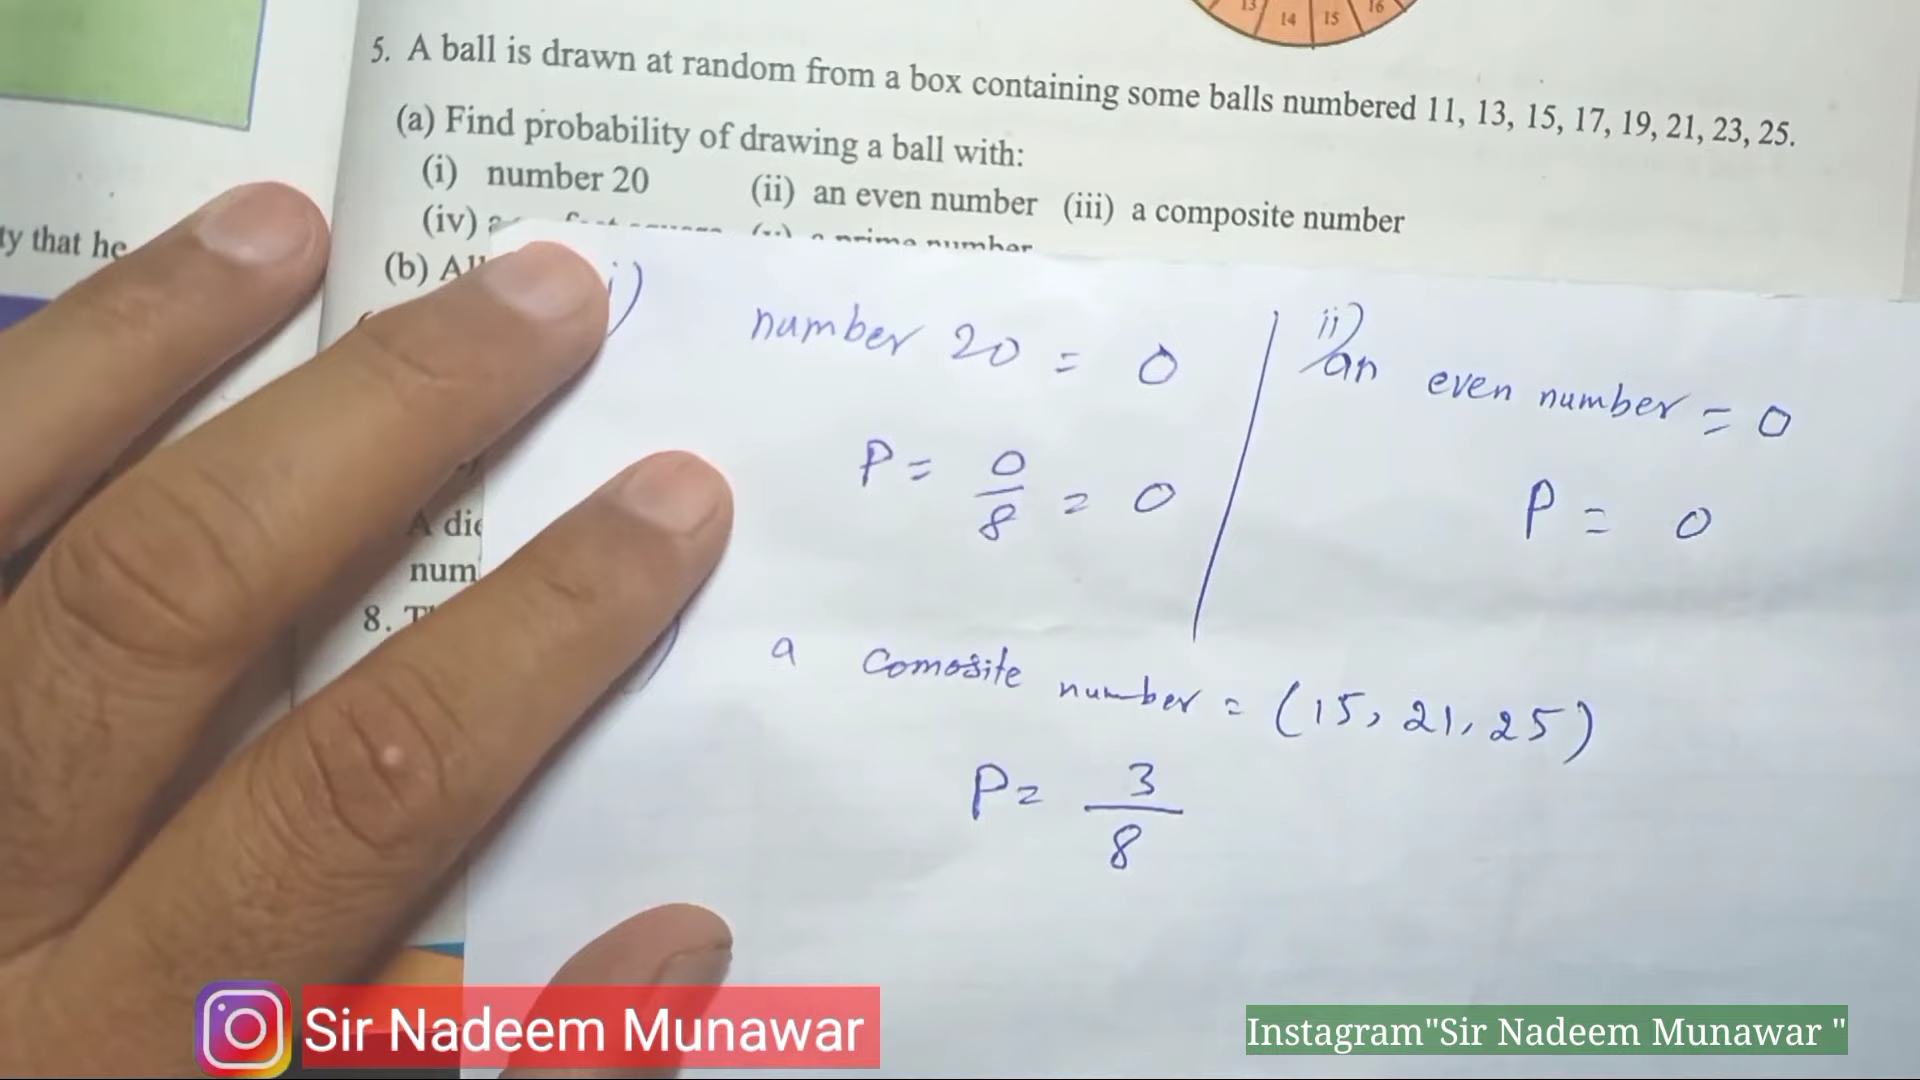 13 14 15 16
5. A ball is drawn at random from a box containing some balls numbered 11, 13, 15, 17, 19, 21, 23, 25.
(a) Find probability of drawing a ball with:
(i) number 20 (ii) an even number (iii) a composite number
(iv) (v) a prime number
(b)
ty that he
i)
number 20 = 0
P = 0/8 = 0
ii)
an even number = 0
P = 0
a Comosite number = (15, 21, 25)
P = 3/8
A die
num
8.
Sir Nadeem Munawar
Instagram"Sir Nadeem Munawar "